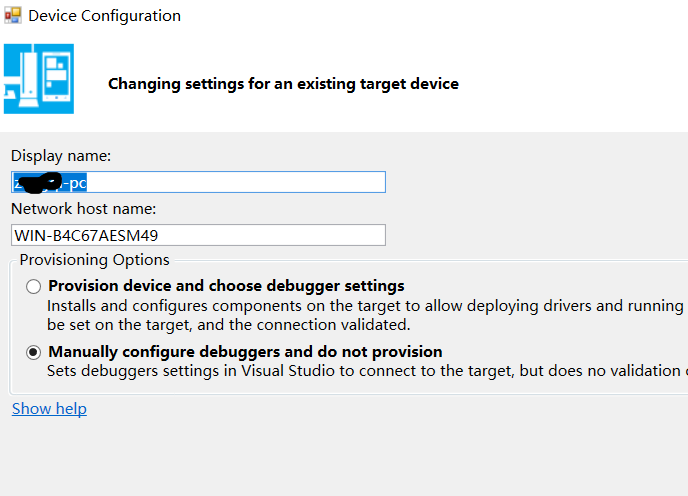 Device Configuration
Changing settings for an existing target device
Display name:
-pc
Network host name:
WIN-B4C67AESM49
Provisioning Options
Provision device and choose debugger settings
Installs and configures components on the target to allow deploying drivers and running
be set on the target, and the connection validated.
Manually configure debuggers and do not provision
Sets debuggers settings in Visual Studio to connect to the target, but does no validation
Show help